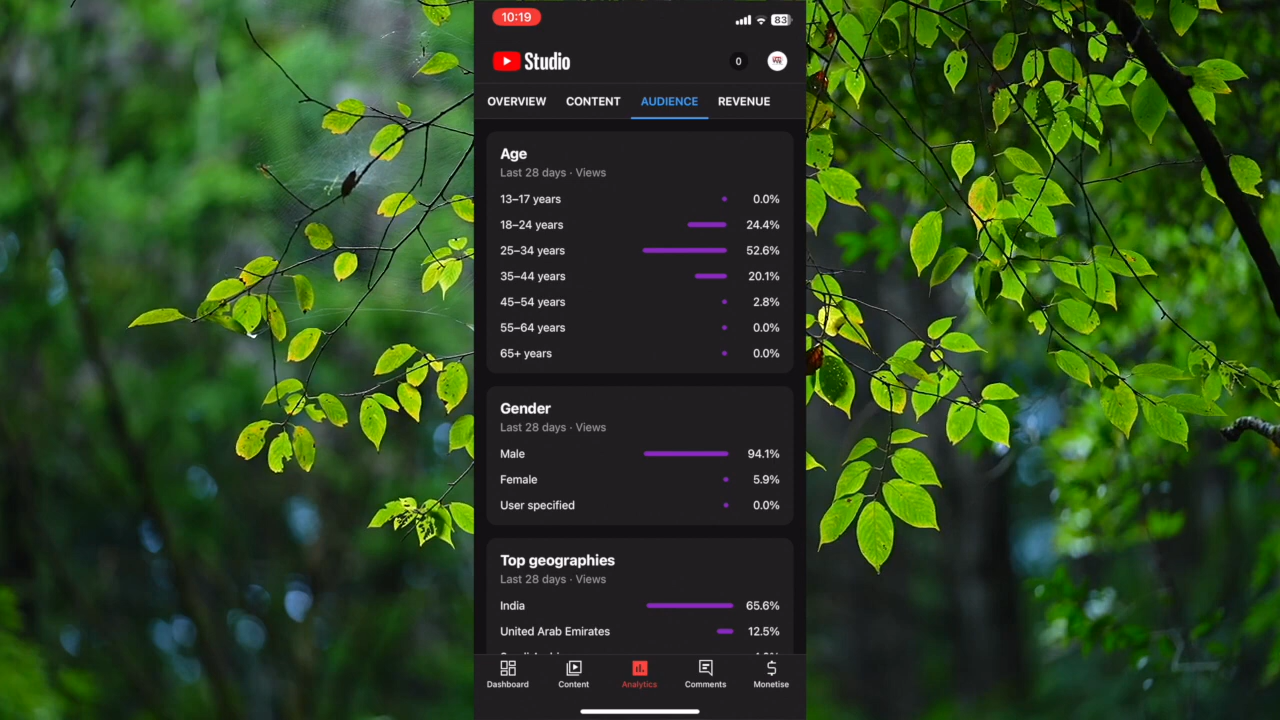 10:19
83
Studio
0
OVERVIEW CONTENT AUDIENCE REVENUE
Age
Last 28 days · Views
13–17 years 0.0%
18–24 years 24.4%
25–34 years 52.6%
35–44 years 20.1%
45–54 years 2.8%
55–64 years 0.0%
65+ years 0.0%
Gender
Last 28 days · Views
Male 94.1%
Female 5.9%
User specified 0.0%
Top geographies
Last 28 days · Views
India 65.6%
United Arab Emirates 12.5%
Dashboard Content Analytics Comments Monetise